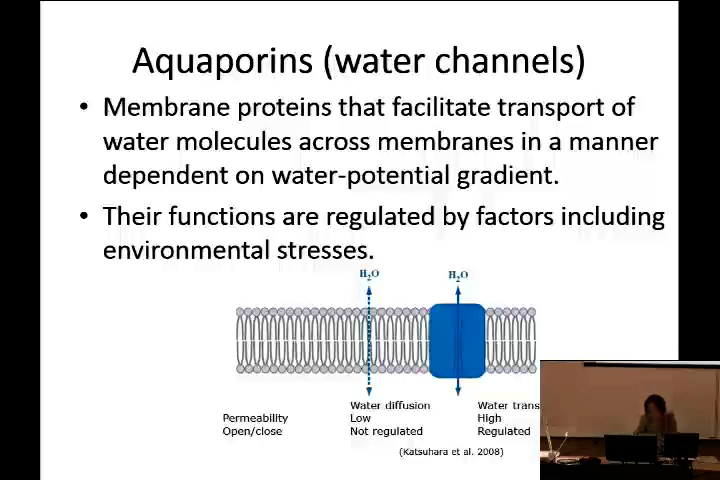 Aquaporins (water channels)
• Membrane proteins that facilitate transport of
water molecules across membranes in a manner
dependent on water-potential gradient.
• Their functions are regulated by factors including
environmental stresses.
H₂O H₂O
Water diffusion Water trans
Permeability Low High
Open/close Not regulated Regulated
(Katsuhara et al. 2008)